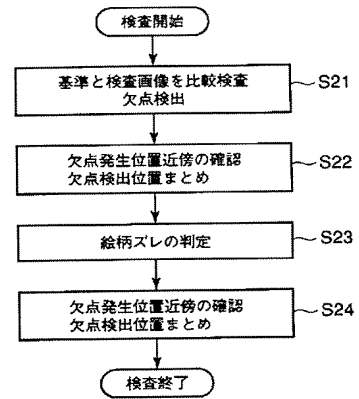 検査開始
基準と検査画像を比較検査
欠点検出
S21
欠点発生位置近傍の確認
欠点検出位置まとめ
S22
絵柄ズレの判定
S23
欠点発生位置近傍の確認
欠点検出位置まとめ
S24
検査終了